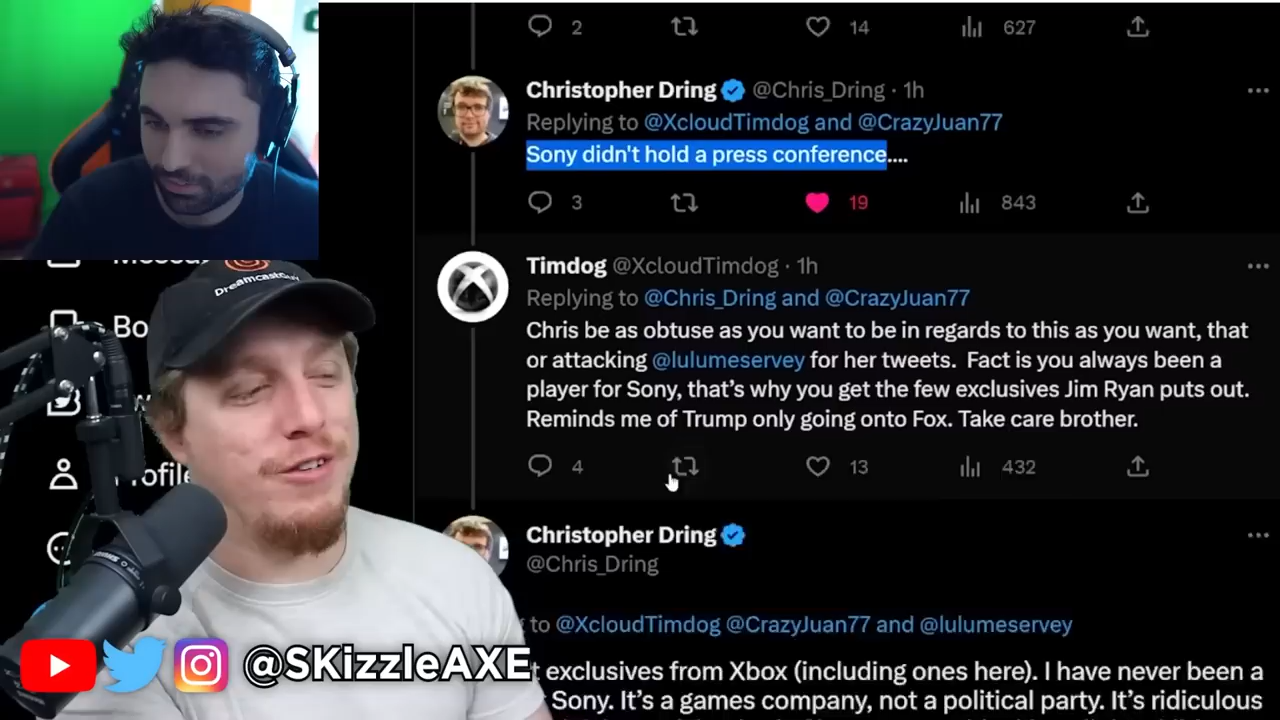 2 14 627
Christopher Dring @Chris_Dring · 1h
Replying to @XcloudTimdog and @CrazyJuan77
Sony didn't hold a press conference....
3 19 843
Timdog @XcloudTimdog · 1h
Replying to @Chris_Dring and @CrazyJuan77
Chris be as obtuse as you want to be in regards to this as you want, that
or attacking @lulumeservey for her tweets. Fact is you always been a
player for Sony, that's why you get the few exclusives Jim Ryan puts out.
Reminds me of Trump only going onto Fox. Take care brother.
4 13 432
Christopher Dring
@Chris_Dring
to @XcloudTimdog @CrazyJuan77 and @lulumeservey
t exclusives from Xbox (including ones here). I have never been a
Sony. It's a games company, not a political party. It's ridiculous
DreamcastGuy
Bo
Profile
@SKizzleAXE